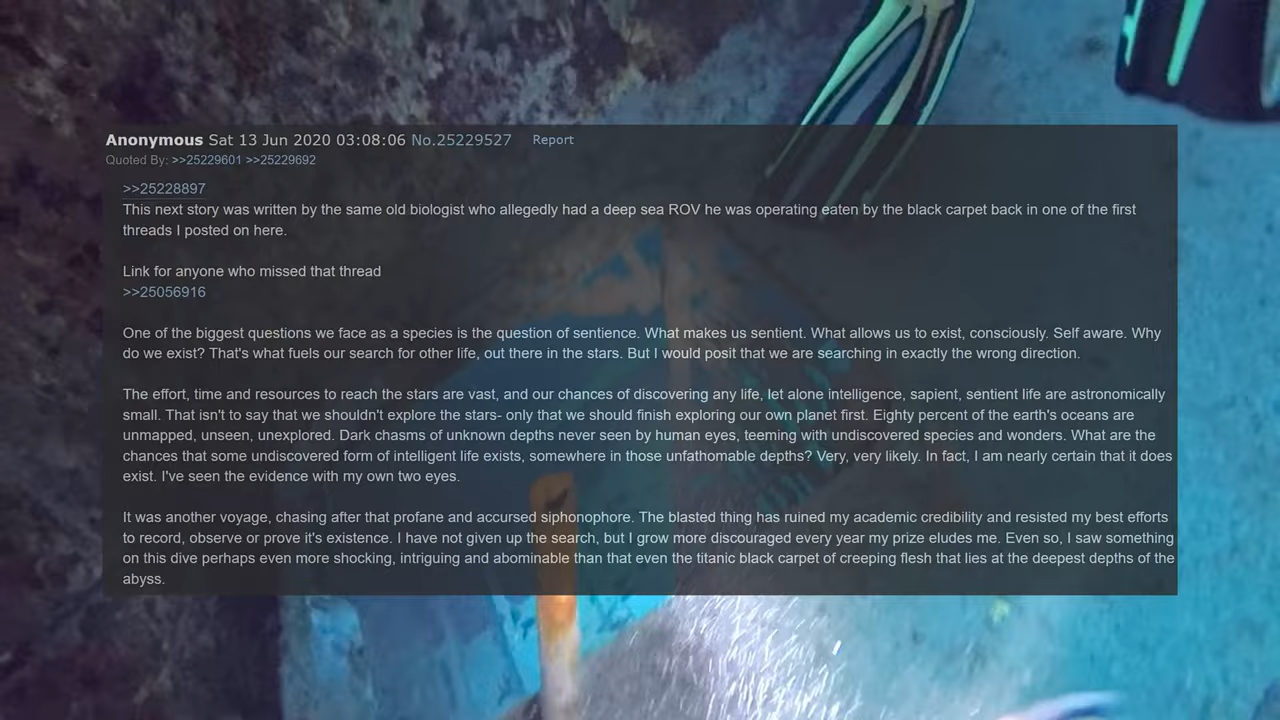 Anonymous Sat 13 Jun 2020 03:08:06 No.25229527 Report
Quoted By: >>25229601 >>25229692
>>25228897
This next story was written by the same old biologist who allegedly had a deep sea ROV he was operating eaten by the black carpet back in one of the first
threads I posted on here.
Link for anyone who missed that thread
>>25056916
One of the biggest questions we face as a species is the question of sentience. What makes us sentient. What allows us to exist, consciously. Self aware. Why
do we exist? That's what fuels our search for other life, out there in the stars. But I would posit that we are searching in exactly the wrong direction.
The effort, time and resources to reach the stars are vast, and our chances of discovering any life, let alone intelligence, sapient, sentient life are astronomically
small. That isn't to say that we shouldn't explore the stars- only that we should finish exploring our own planet first. Eighty percent of the earth's oceans are
unmapped, unseen, unexplored. Dark chasms of unknown depths never seen by human eyes, teeming with undiscovered species and wonders. What are the
chances that some undiscovered form of intelligent life exists, somewhere in those unfathomable depths? Very, very likely. In fact, I am nearly certain that it does
exist. I've seen the evidence with my own two eyes.
It was another voyage, chasing after that profane and accursed siphonophore. The blasted thing has ruined my academic credibility and resisted my best efforts
to record, observe or prove it's existence. I have not given up the search, but I grow more discouraged every year my prize eludes me. Even so, I saw something
on this dive perhaps even more shocking, intriguing and abominable than that even the titanic black carpet of creeping flesh that lies at the deepest depths of the
abyss.